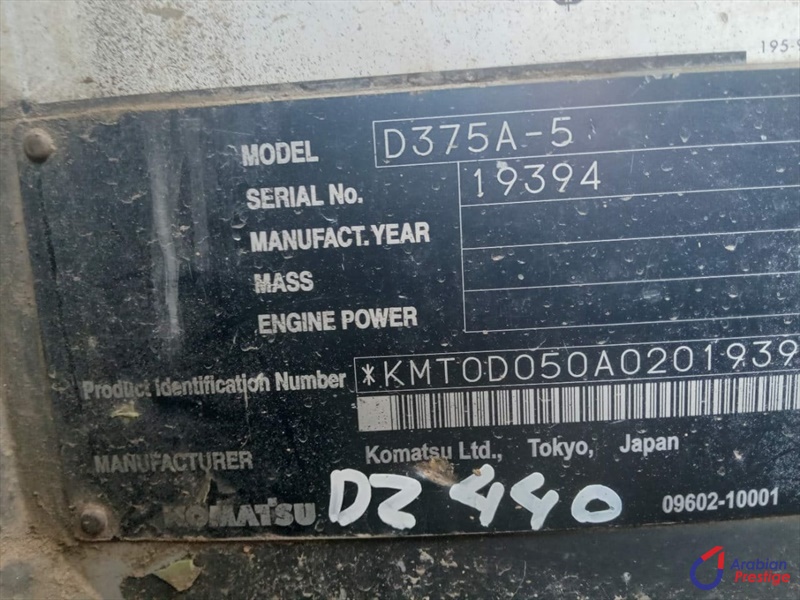 195-9
MODEL D375A-5
SERIAL No. 19394
MANUFACT. YEAR
MASS
ENGINE POWER
Product Identification Number *KMT0D050A0201939
MANUFACTURER Komatsu Ltd., Tokyo, Japan
KOMATSU DZ 440 09602-10001
Arabian
Prestige